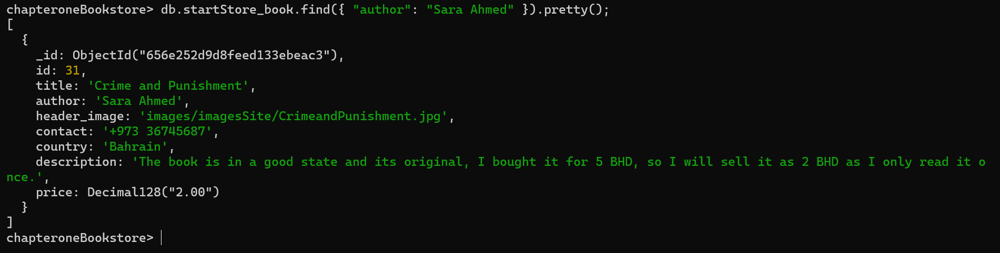 chapteroneBookstore> db.startStore_book.find({ "author": "Sara Ahmed" }).pretty();
[
  {
    _id: ObjectId("656e252d9d8feed133ebeac3"),
    id: 31,
    title: 'Crime and Punishment',
    author: 'Sara Ahmed',
    header_image: 'images/imagesSite/CrimeandPunishment.jpg',
    contact: '+973 36745687',
    country: 'Bahrain',
    description: 'The book is in a good state and its original, I bought it for 5 BHD, so I will sell it as 2 BHD as I only read it o
nce.',
    price: Decimal128("2.00")
  }
]
chapteroneBookstore>